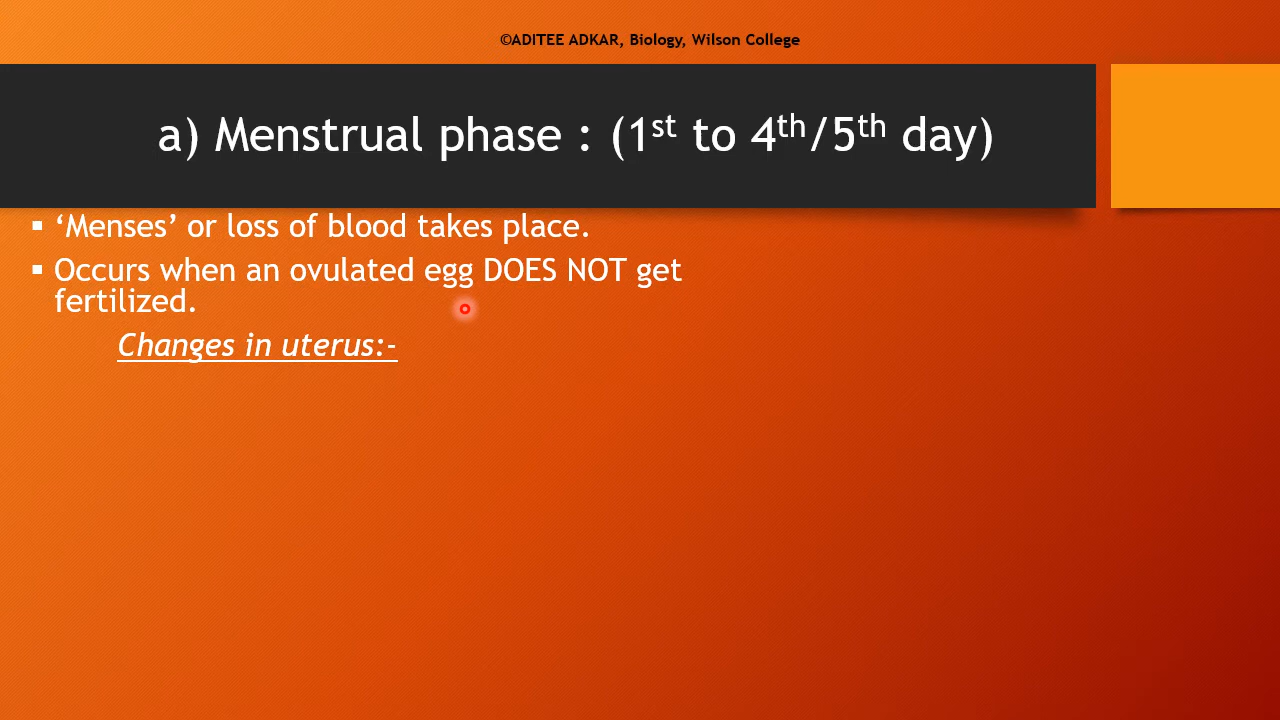 ©ADITEE ADKAR, Biology, Wilson College
a) Menstrual phase : (1st to 4th/5th day)
▪ ‘Menses’ or loss of blood takes place.
▪ Occurs when an ovulated egg DOES NOT get
fertilized.
Changes in uterus:-